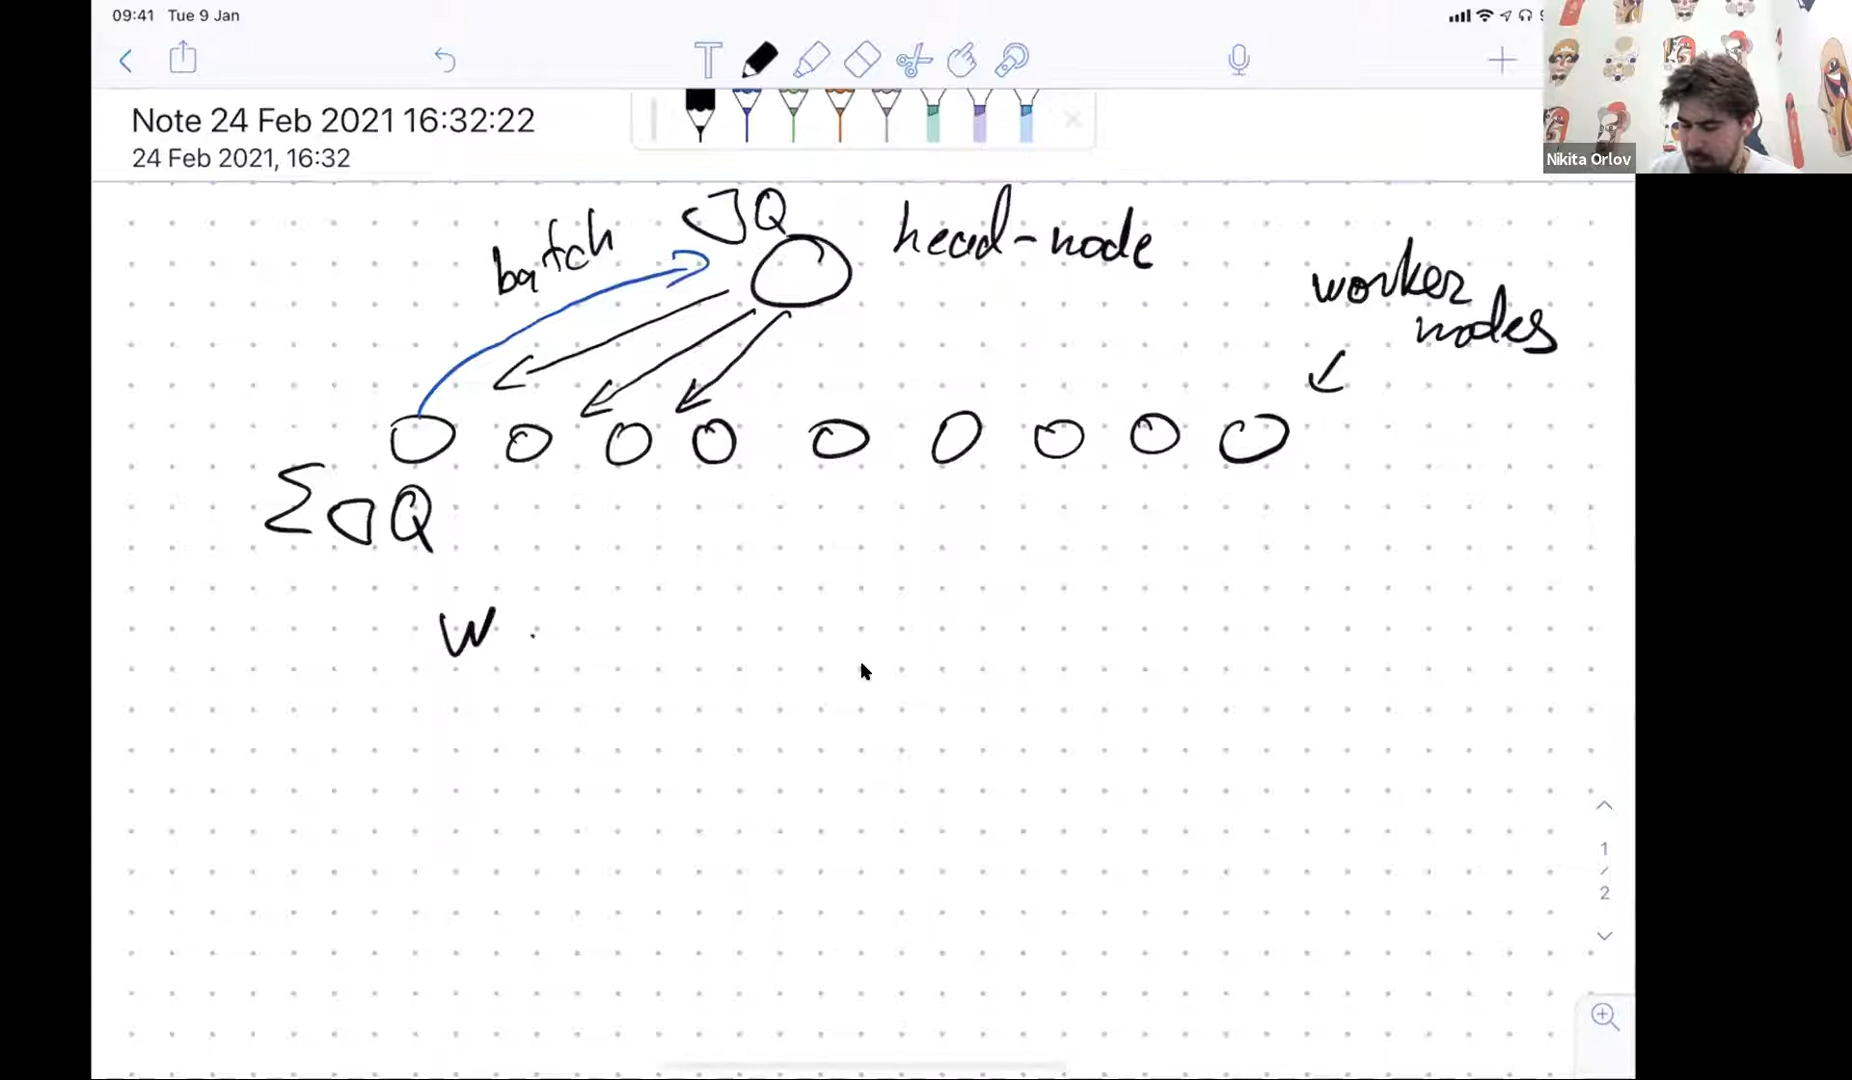 09:41 Tue 9 Jan
Note 24 Feb 2021 16:32:22
24 Feb 2021, 16:32
Nikita Orlov
∇Q
batch
head-node
worker
nodes
Σ∇Q
W
1
/
2